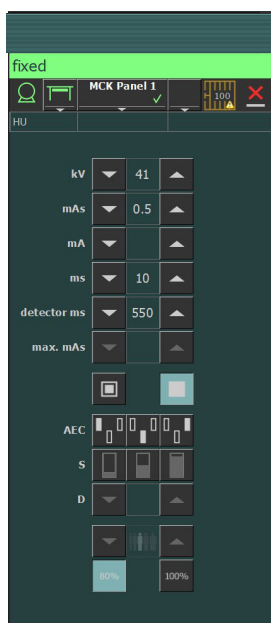 fixed
MCK Panel 1
100
HU
kV 41
mAs 0.5
mA
ms 10
detector ms 550
max. mAs
AEC
S
D
80% 100%